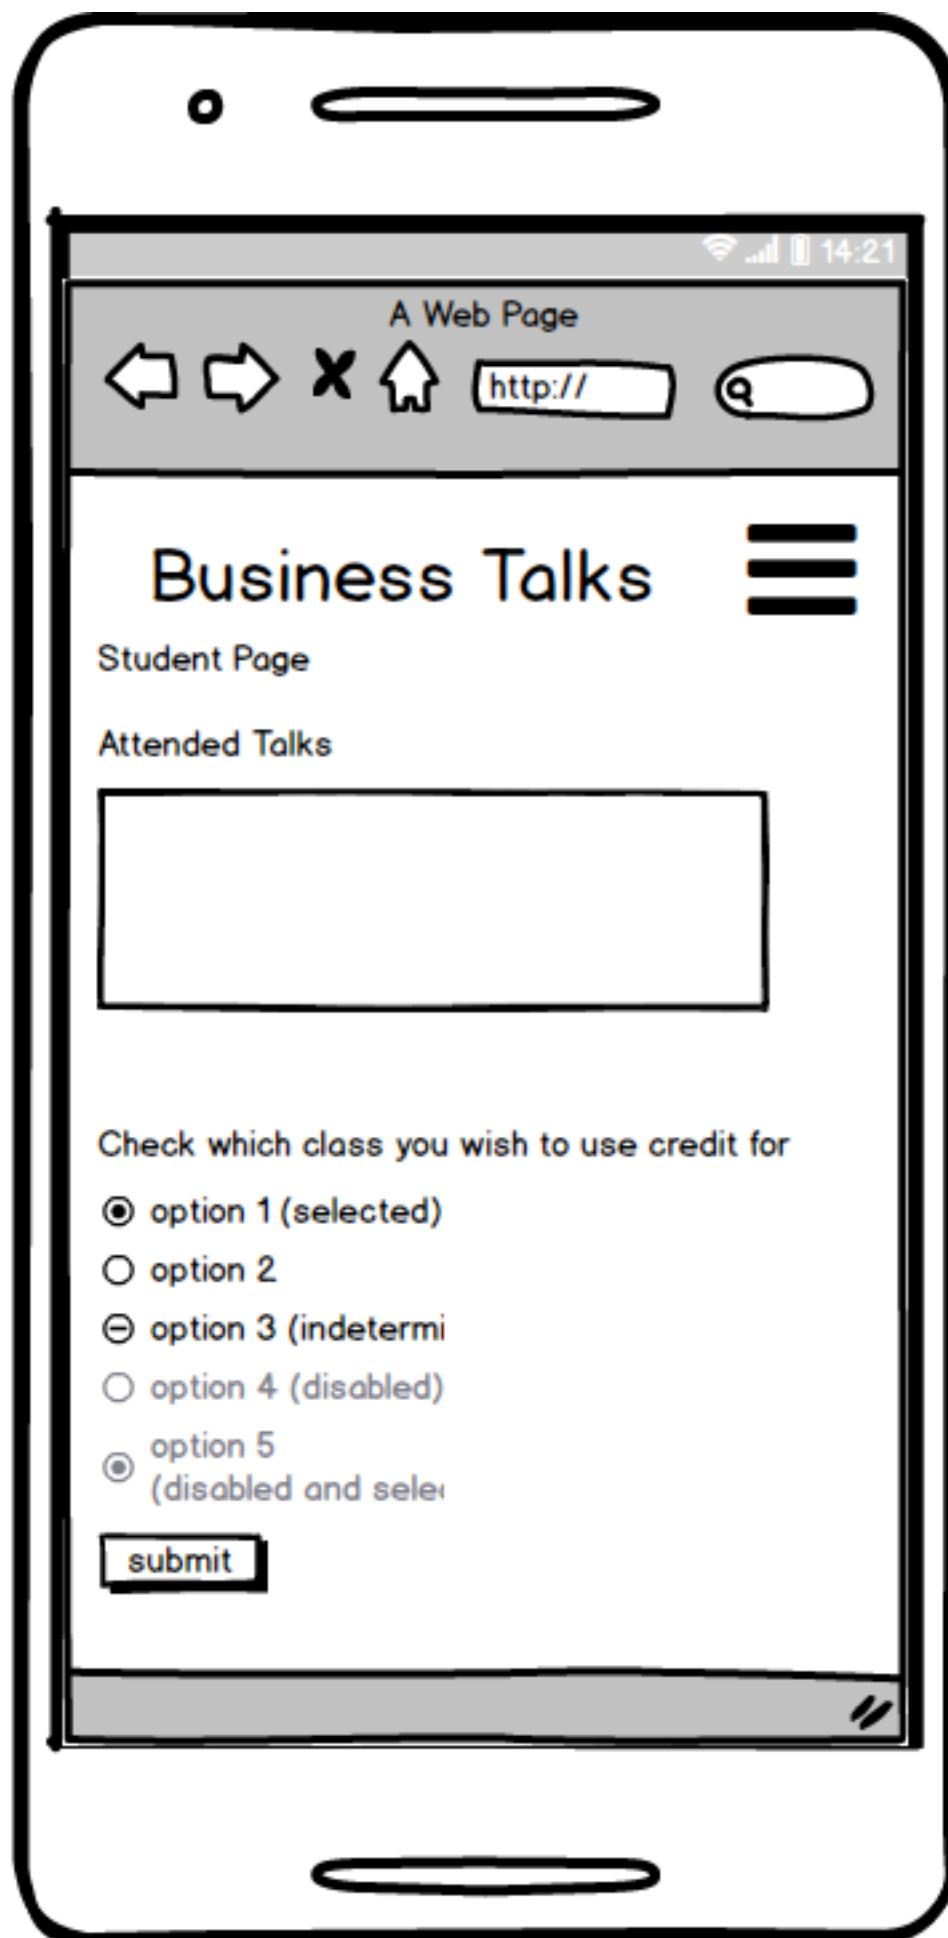 14:21
A Web Page
http://
Business Talks
Student Page
Attended Talks
Check which class you wish to use credit for
option 1 (selected)
option 2
option 3 (indetermi
option 4 (disabled)
option 5
(disabled and sele
submit